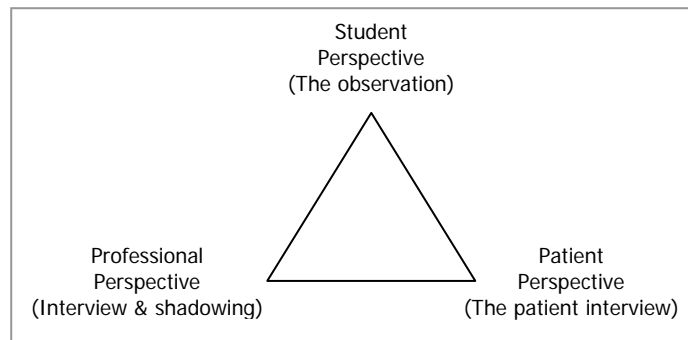 Student
Perspective
(The observation)
Professional
Perspective
(Interview & shadowing)
Patient
Perspective
(The patient interview)